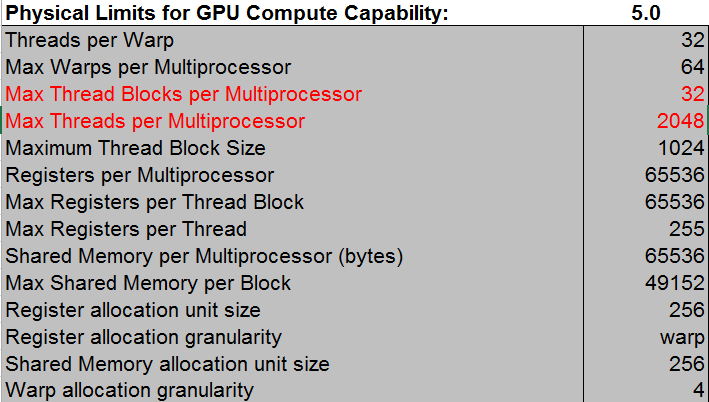 Physical Limits for GPU Compute Capability: 5.0
Threads per Warp 32
Max Warps per Multiprocessor 64
Max Thread Blocks per Multiprocessor 32
Max Threads per Multiprocessor 2048
Maximum Thread Block Size 1024
Registers per Multiprocessor 65536
Max Registers per Thread Block 65536
Max Registers per Thread 255
Shared Memory per Multiprocessor (bytes) 65536
Max Shared Memory per Block 49152
Register allocation unit size 256
Register allocation granularity warp
Shared Memory allocation unit size 256
Warp allocation granularity 4